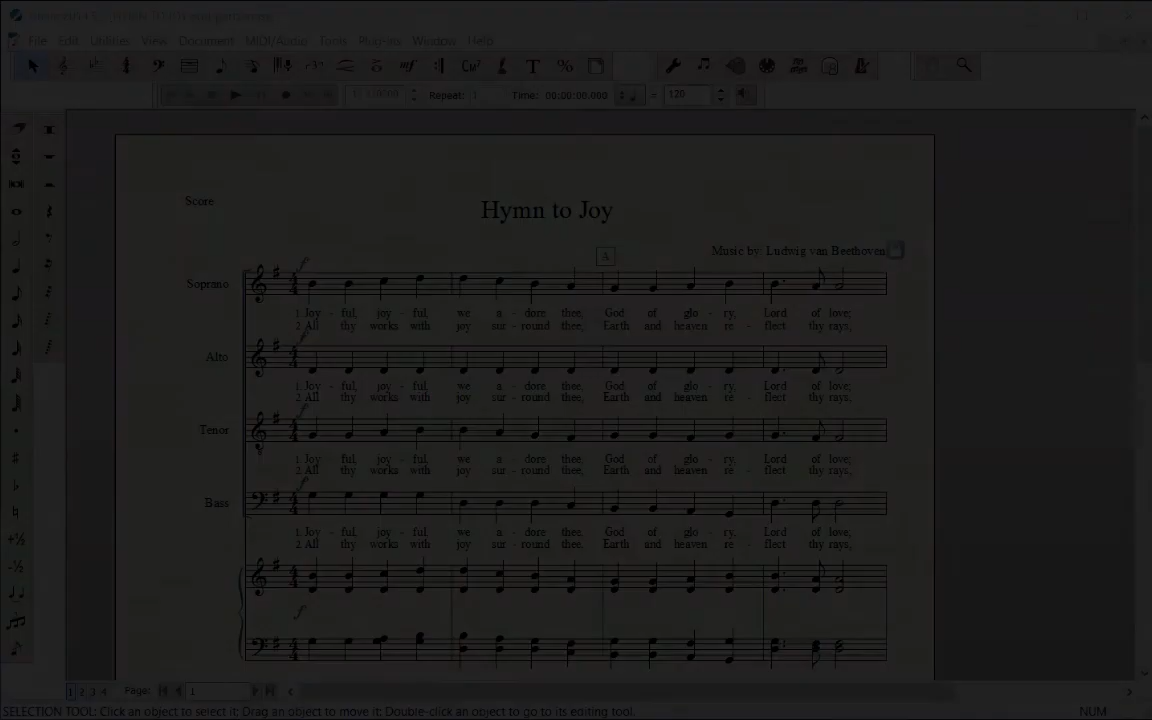 File Edit Utilities View Document MIDI/Audio Tools Plug-ins Window Help
Repeat: 1 Time: 00:00:00.000 = 120
Score
Hymn to Joy
A
Music by: Ludwig van Beethoven
Soprano
1. Joy - ful, joy - ful, we a - dore thee, God of glo - ry, Lord of love;
2. All thy works with joy sur - round thee, Earth and heaven re - flect thy rays,
Alto
1. Joy - ful, joy - ful, we a - dore thee, God of glo - ry, Lord of love;
2. All thy works with joy sur - round thee, Earth and heaven re - flect thy rays,
Tenor
1. Joy - ful, joy - ful, we a - dore thee, God of glo - ry, Lord of love;
2. All thy works with joy sur - round thee, Earth and heaven re - flect thy rays,
Bass
1. Joy - ful, joy - ful, we a - dore thee, God of glo - ry, Lord of love;
2. All thy works with joy sur - round thee, Earth and heaven re - flect thy rays,
f
1 2 3 4 Page: 1
SELECTION TOOL: Click an object to select it; Drag an object to move it; Double-click an object to go to its editing tool. NUM